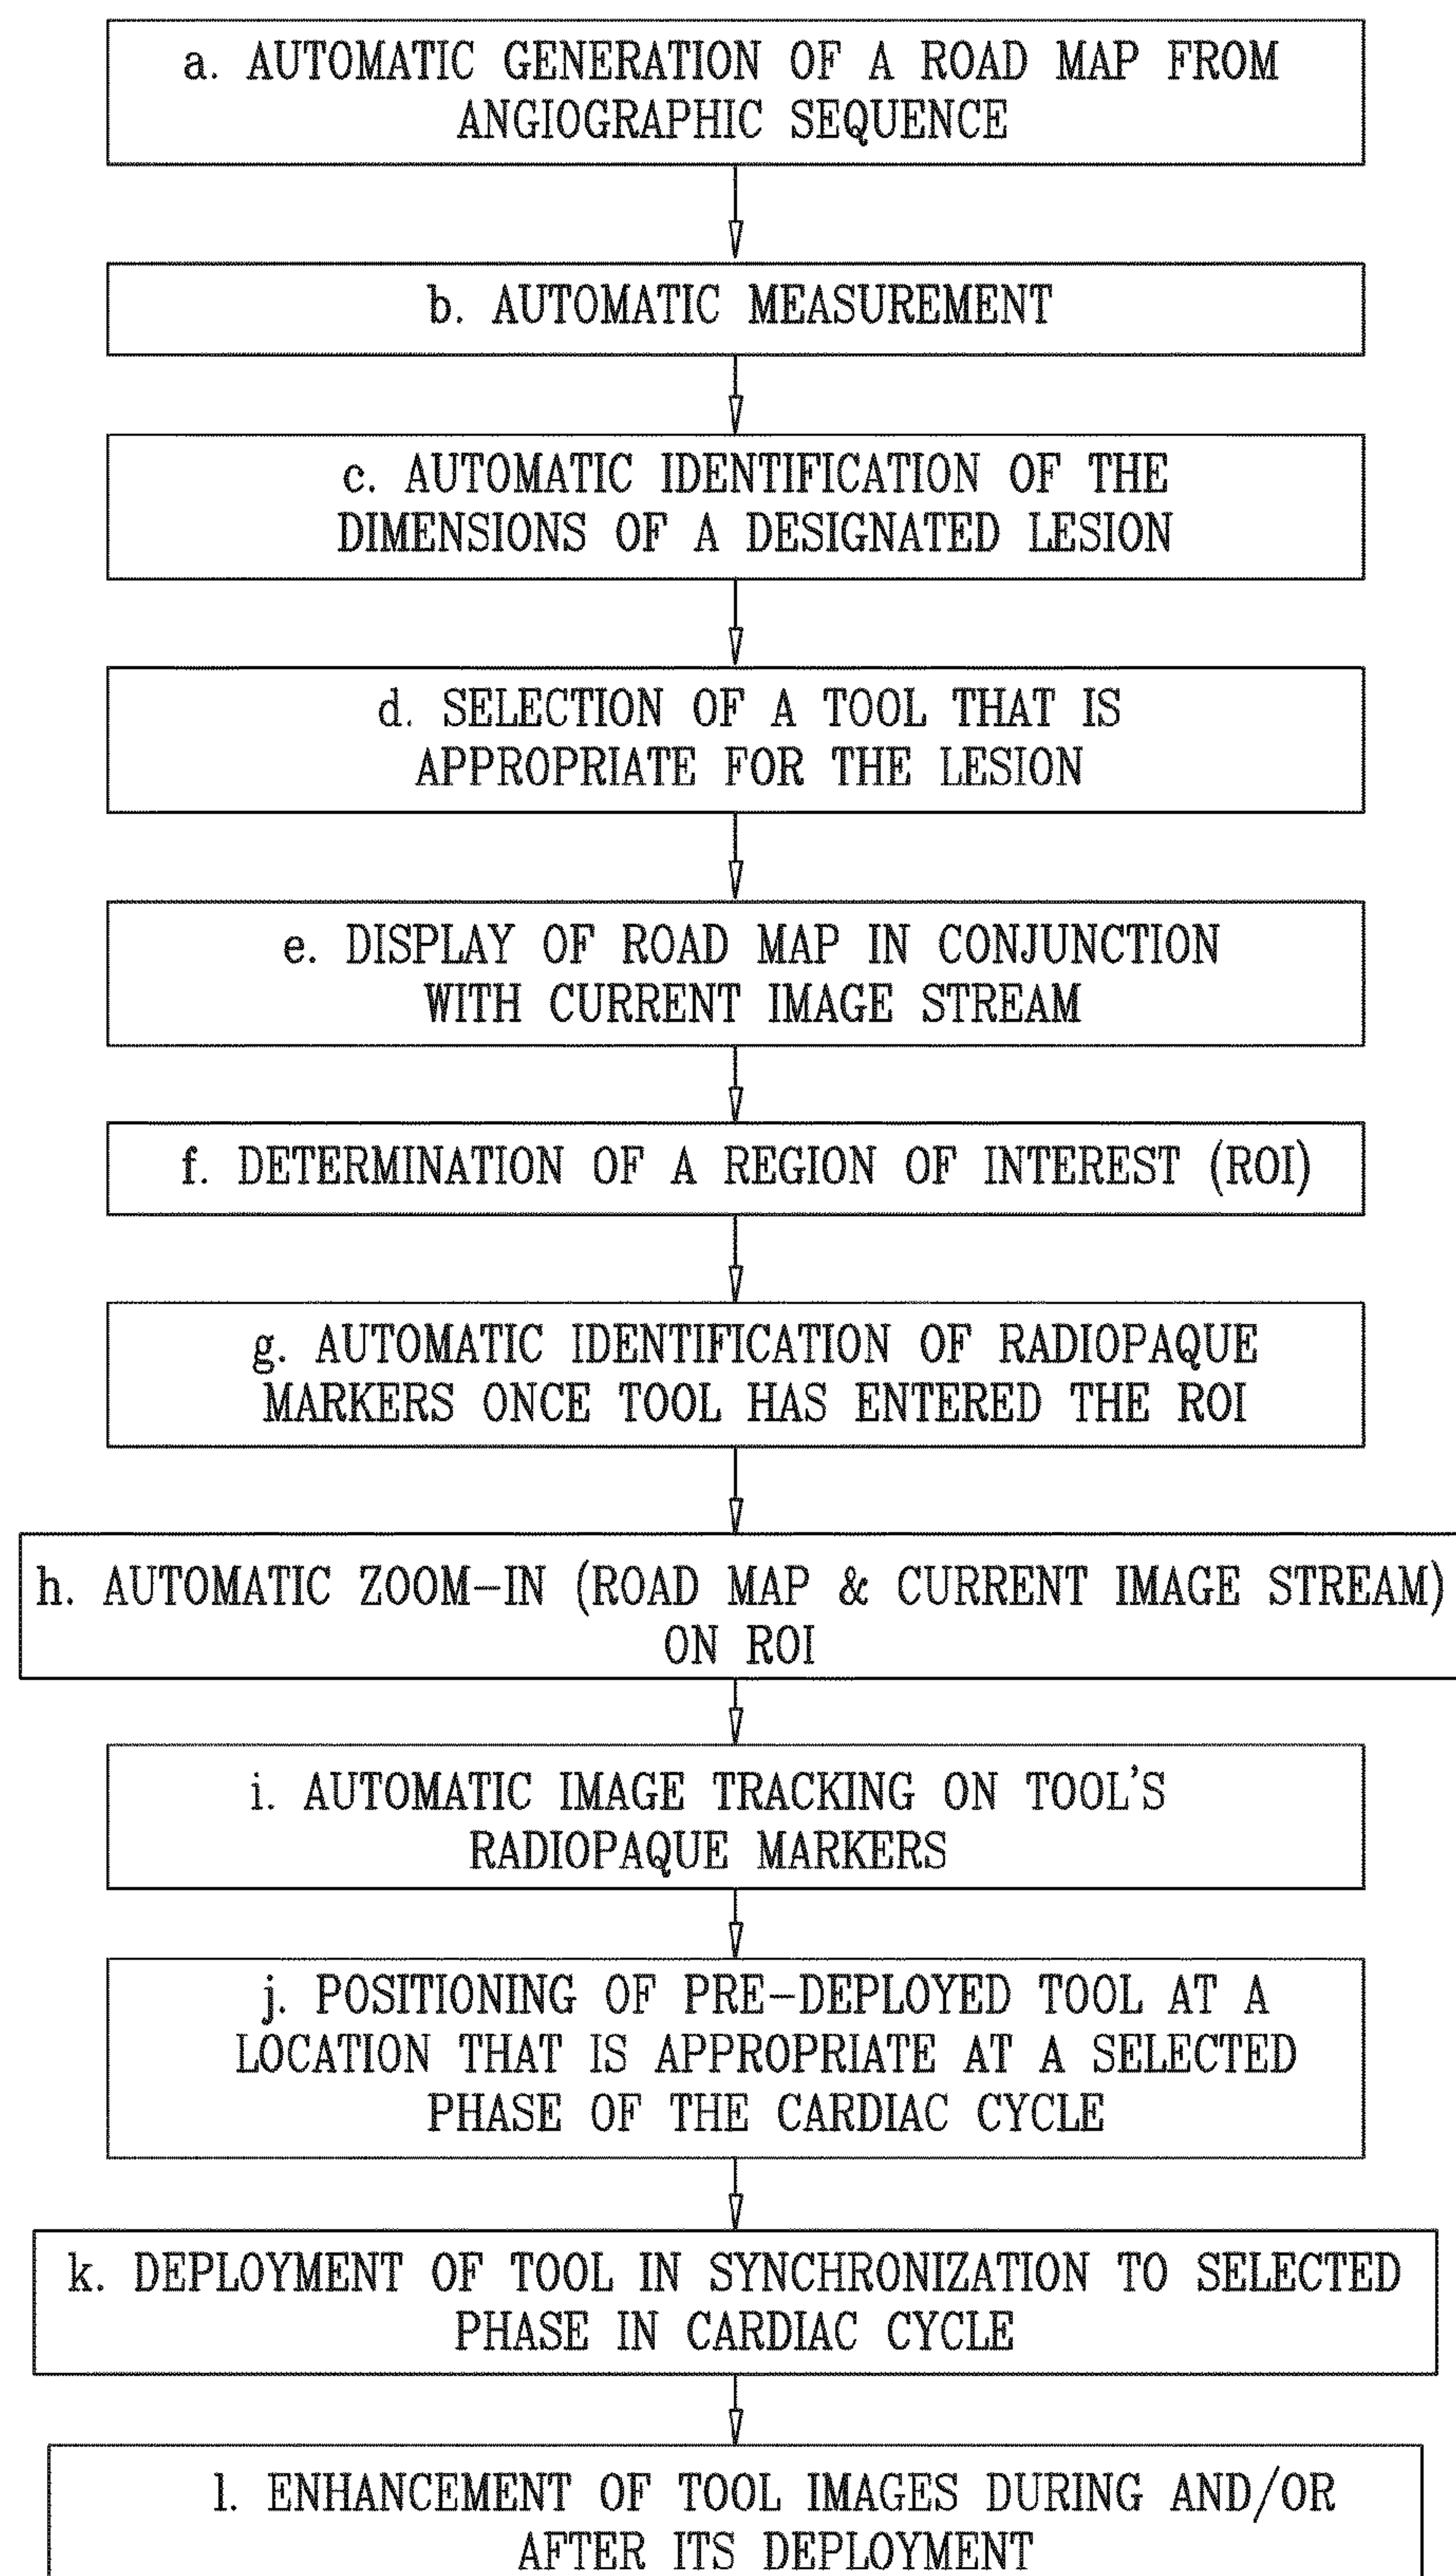 a. AUTOMATIC GENERATION OF A ROAD MAP FROM
ANGIOGRAPHIC SEQUENCE
b. AUTOMATIC MEASUREMENT
c. AUTOMATIC IDENTIFICATION OF THE
DIMENSIONS OF A DESIGNATED LESION
d. SELECTION OF A TOOL THAT IS
APPROPRIATE FOR THE LESION
e. DISPLAY OF ROAD MAP IN CONJUNCTION
WITH CURRENT IMAGE STREAM
f. DETERMINATION OF A REGION OF INTEREST (ROI)
g. AUTOMATIC IDENTIFICATION OF RADIOPAQUE
MARKERS ONCE TOOL HAS ENTERED THE ROI
h. AUTOMATIC ZOOM-IN (ROAD MAP & CURRENT IMAGE STREAM)
ON ROI
i. AUTOMATIC IMAGE TRACKING ON TOOL'S
RADIOPAQUE MARKERS
j. POSITIONING OF PRE-DEPLOYED TOOL AT A
LOCATION THAT IS APPROPRIATE AT A SELECTED
PHASE OF THE CARDIAC CYCLE
k. DEPLOYMENT OF TOOL IN SYNCHRONIZATION TO SELECTED
PHASE IN CARDIAC CYCLE
l. ENHANCEMENT OF TOOL IMAGES DURING AND/OR
AFTER ITS DEPLOYMENT